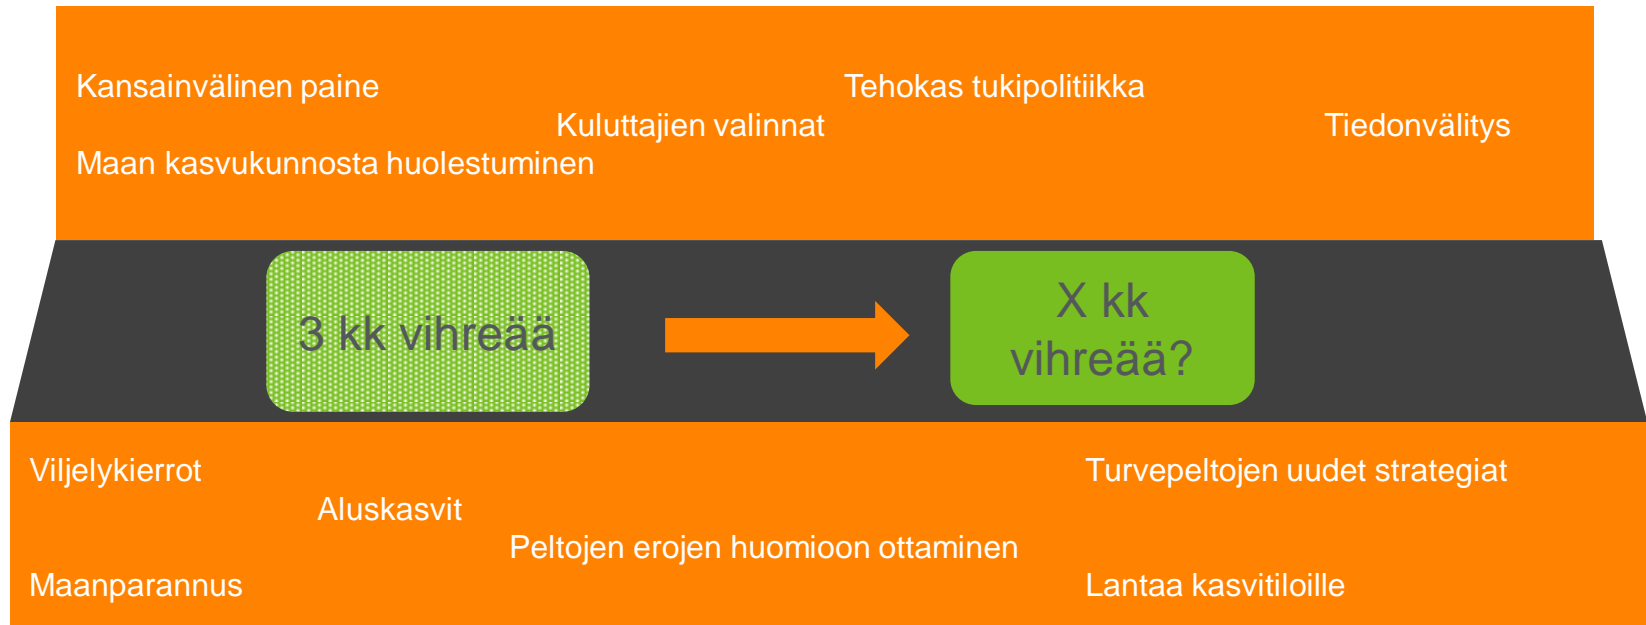 Kansainvälinen paine
Tehokas tukipolitiikka
Kuluttajien valinnat
Tiedonvälitys
Maan kasvukunnosta huolestuminen
3 kk vihreää
X kk
vihreää?
Viljelykierrot
Turvepeltojen uudet strategiat
Aluskasvit
Peltojen erojen huomioon ottaminen
Maanparannus
Lantaa kasvitiloille